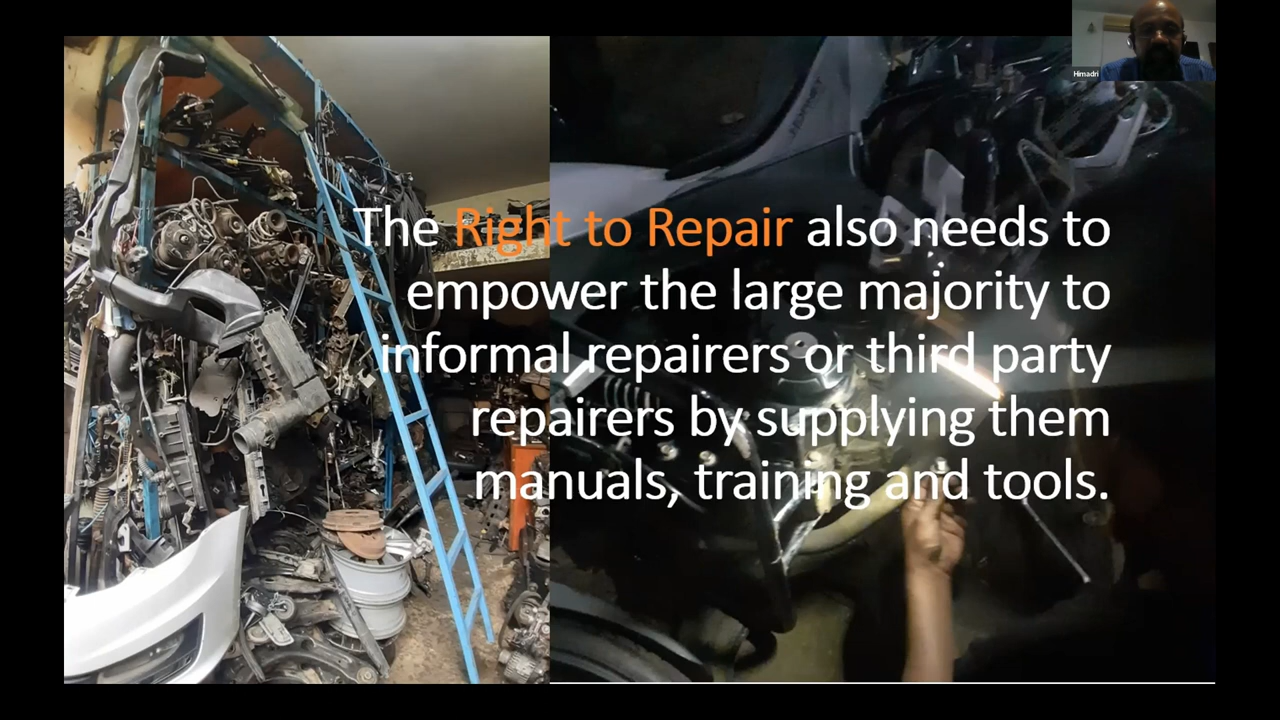 Himadri
The Right to Repair also needs to
empower the large majority to
informal repairers or third party
repairers by supplying them
manuals, training and tools.